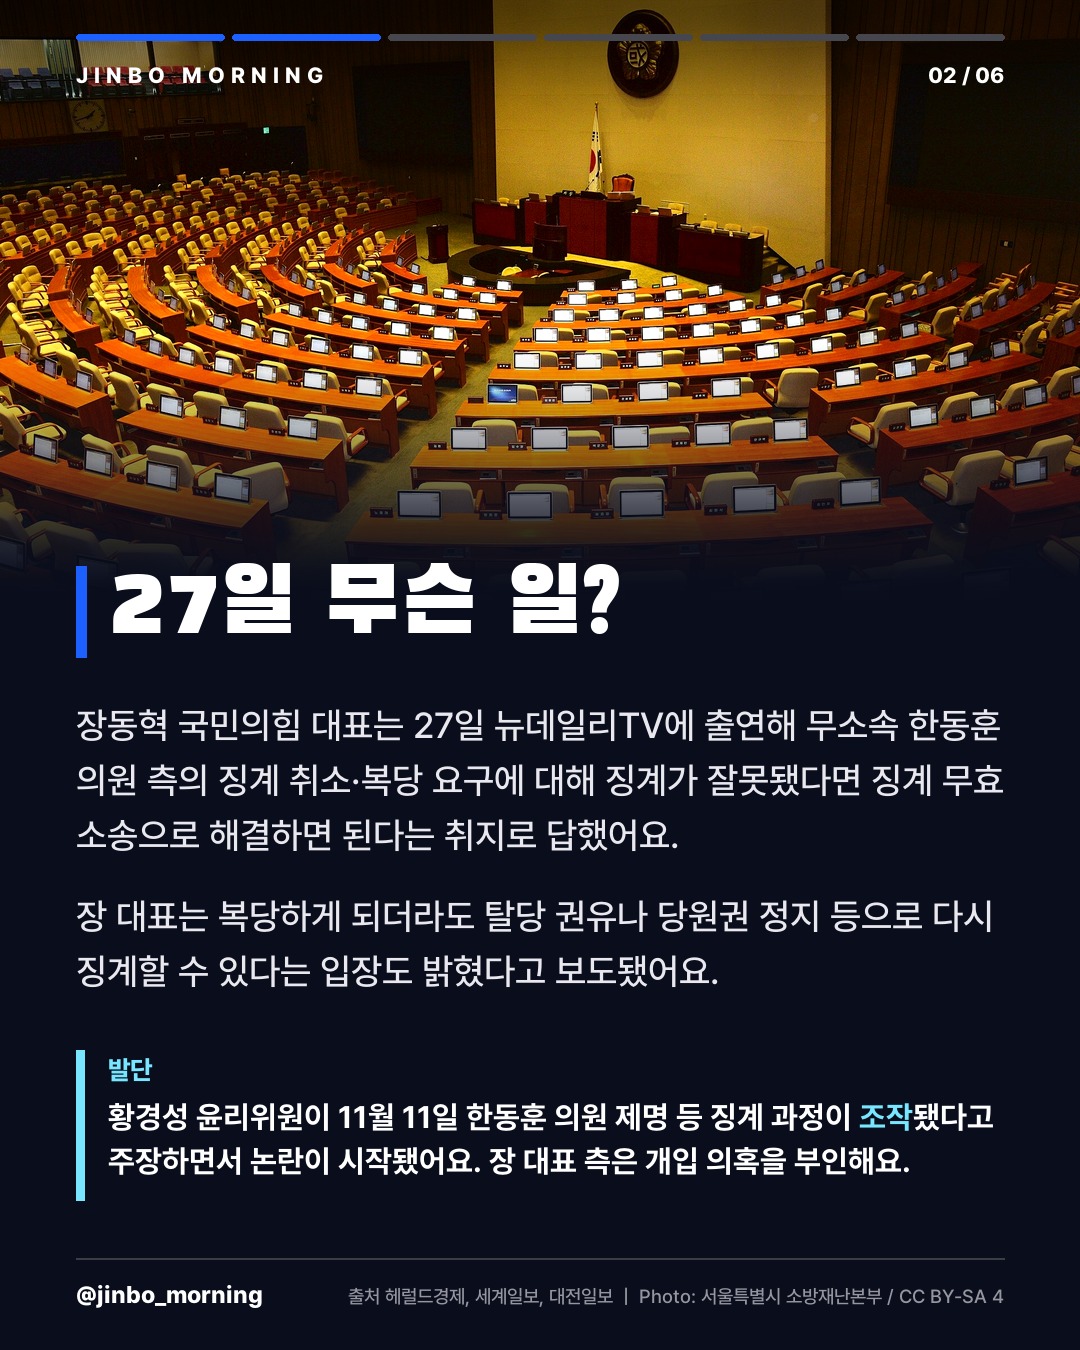 JINBO MORNING
02 / 06
27일 무슨 일?
장동혁 국민의힘 대표는 27일 뉴데일리TV에 출연해 무소속 한동훈
의원 측의 징계 취소·복당 요구에 대해 징계가 잘못됐다면 징계 무효
소송으로 해결하면 된다는 취지로 답했어요.
장 대표는 복당하게 되더라도 탈당 권유나 당원권 정지 등으로 다시
징계할 수 있다는 입장도 밝혔다고 보도됐어요.
발단
황경성 윤리위원이 11월 11일 한동훈 의원 제명 등 징계 과정이 조작됐다고
주장하면서 논란이 시작됐어요. 장 대표 측은 개입 의혹을 부인해요.
@jinbo_morning
출처 헤럴드경제, 세계일보, 대전일보 | Photo: 서울특별시 소방재난본부 / CC BY-SA 4